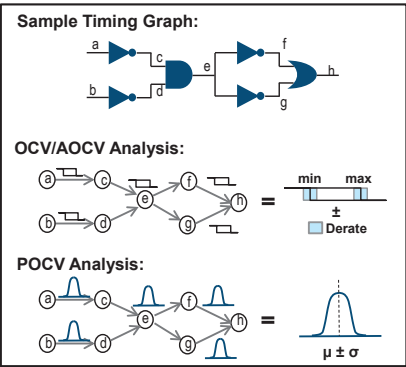 Sample Timing Graph:
a
c
f
e
h
b
d
g
OCV/AOCV Analysis:
a
c
f
min
max
e
h
=
b
d
g
±
Derate
POCV Analysis:
a
c
f
e
h
=
b
d
g
μ ± σ